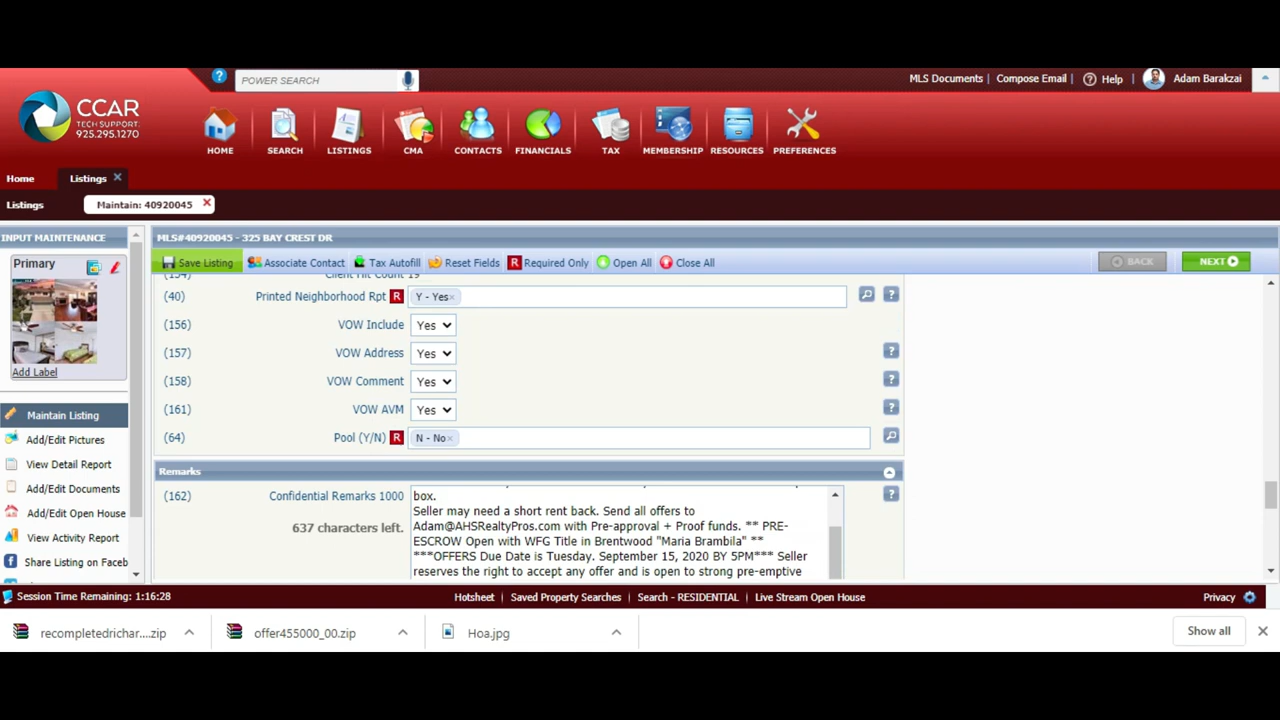 POWER SEARCH
MLS Documents | Compose Email | Help | Adam Barakzai
CCAR
TECH SUPPORT:
925.295.1270
HOME SEARCH LISTINGS CMA CONTACTS FINANCIALS TAX MEMBERSHIP RESOURCES PREFERENCES
Home Listings
Listings Maintain: 40920045
INPUT MAINTENANCE
MLS#40920045 - 325 BAY CREST DR
Primary
Save Listing Associate Contact Tax Autofill Reset Fields R Required Only Open All Close All BACK NEXT
(154) Client Hit Count 19
(40) Printed Neighborhood Rpt R Y - Yes
(156) VOW Include Yes
(157) VOW Address Yes
Add Label
(158) VOW Comment Yes
(161) VOW AVM Yes
Maintain Listing
(64) Pool (Y/N) R N - No
Add/Edit Pictures
View Detail Report
Remarks
Add/Edit Documents
(162) Confidential Remarks 1000
637 characters left.
box.
Seller may need a short rent back. Send all offers to
Adam@AHSRealtyPros.com with Pre-approval + Proof funds. ** PRE-
ESCROW Open with WFG Title in Brentwood "Maria Brambila" **
***OFFERS Due Date is Tuesday. September 15, 2020 BY 5PM*** Seller
reserves the right to accept any offer and is open to strong pre-emptive
Add/Edit Open House
View Activity Report
Share Listing on Faceb
Session Time Remaining: 1:16:28
Hotsheet | Saved Property Searches | Search - RESIDENTIAL | Live Stream Open House
Privacy
recompletedrichar....zip
offer455000_00.zip
Hoa.jpg
Show all